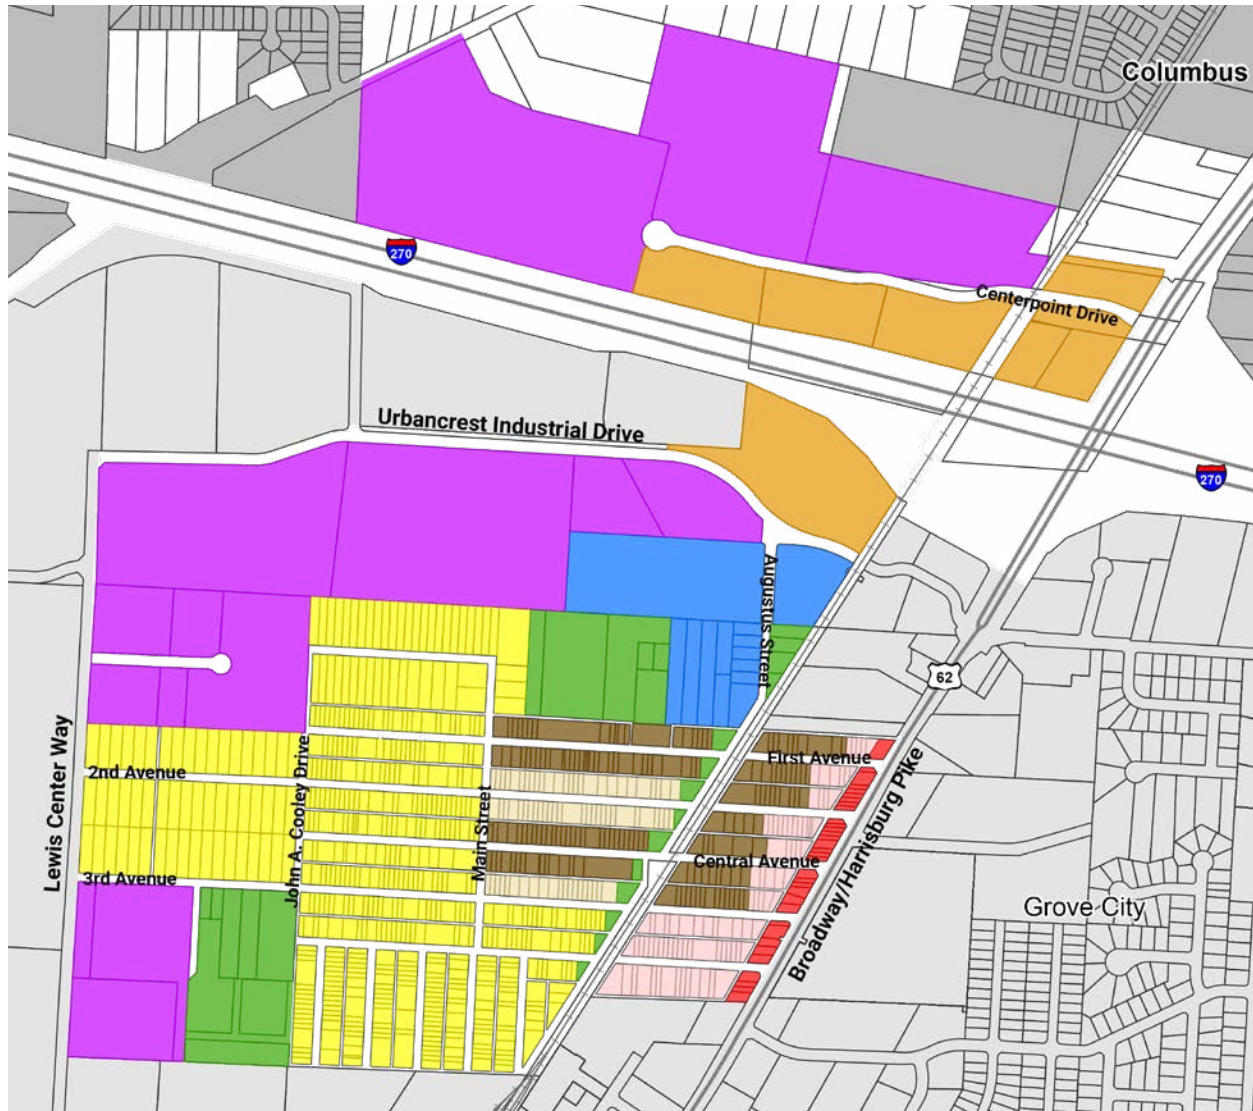 Columbus
270
Centerpoint Drive
Urbancrest Industrial Drive
270
Augustus Street
62
First Avenue
2nd Avenue
Lewis Center Way
John A. Cooley Drive
Main Street
Central Avenue
3rd Avenue
Broadway/Harrisburg Pike
Grove City